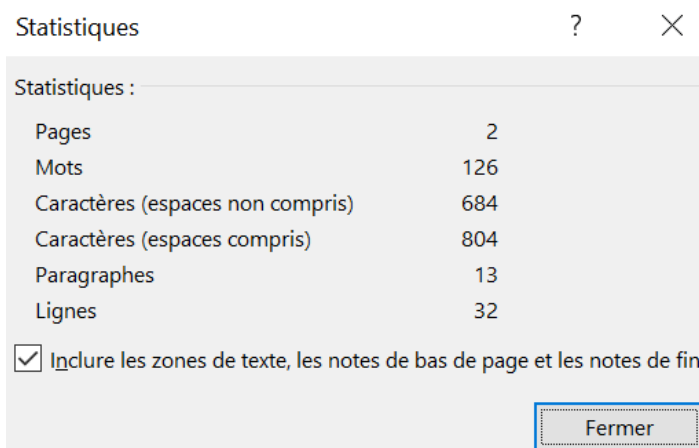 Statistiques ? ×
Statistiques :
Pages 2
Mots 126
Caractères (espaces non compris) 684
Caractères (espaces compris) 804
Paragraphes 13
Lignes 32
Inclure les zones de texte, les notes de bas de page et les notes de fin
Fermer